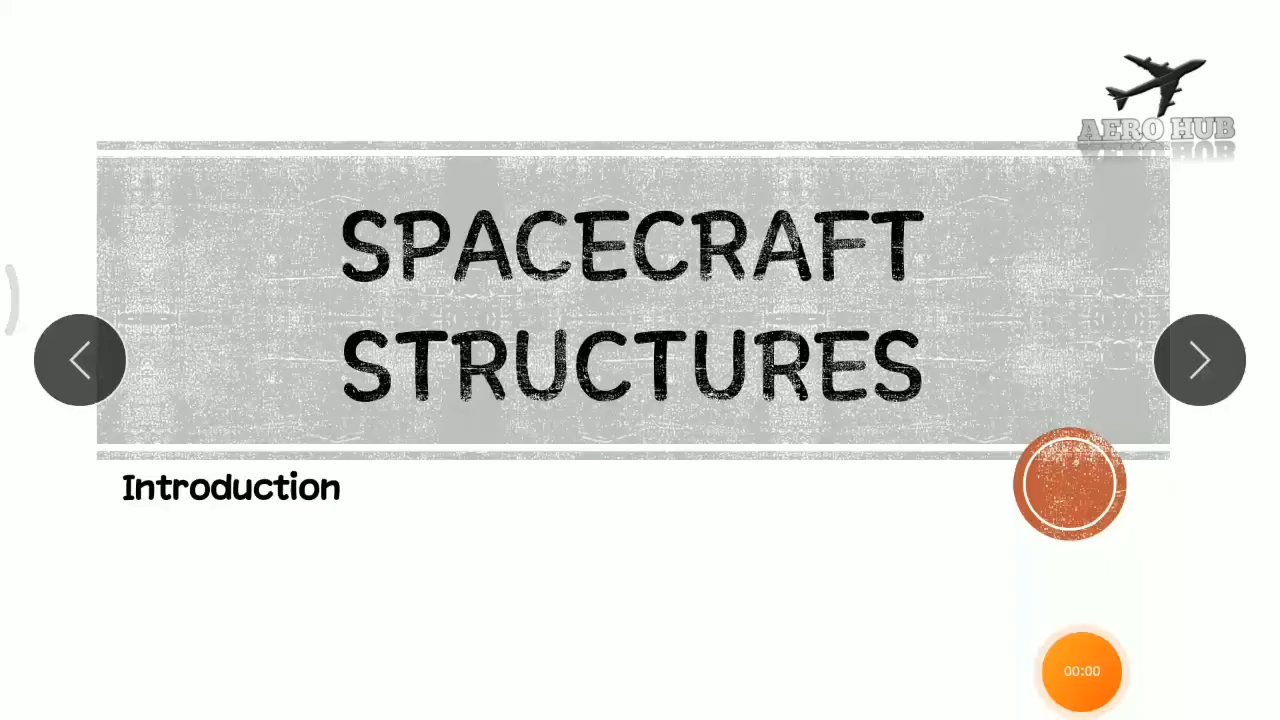 AERO HUB
SPACECRAFT
STRUCTURES
Introduction
00:00